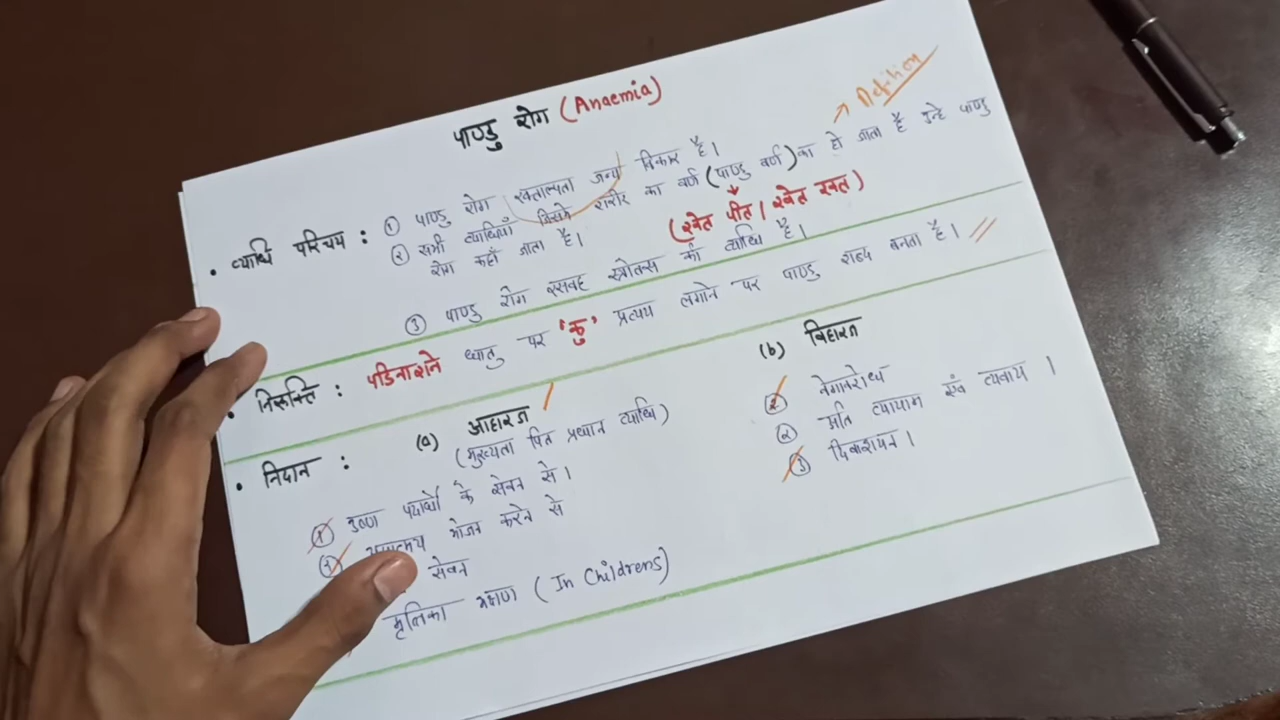 पाण्डु रोग (Anaemia)
→ Definition
• व्याधि परिचय : ① पाण्डु रोग रक्ताल्पता जन्य विकार है।
② सभी व्याधियाँ जिसमे शरीर का वर्ण (पाण्डु वर्ण) का हो जाता है उन्हे पाण्डु
रोग कहाँ जाता है।
(श्वेत पीत / श्वेत रक्त)
③ पाण्डु रोग रसवह स्त्रोतस की व्याधि है।
• निरूक्ति : पडिनाशने धातु पर 'कु' प्रत्यय लगाने पर पाण्डु शब्द बनता है।
• निदान : (a) आहारज
(मुख्यता पित प्रधान व्याधि)
① उष्ण पदार्थो के सेवन से।
② भोजन करने से
सेवन
मृतिका भक्षण (In Childrens)
(b) विहारज
① वेगावरोध
② अति व्यायाम एवं व्यवाय ।
③ दिवाशयन।